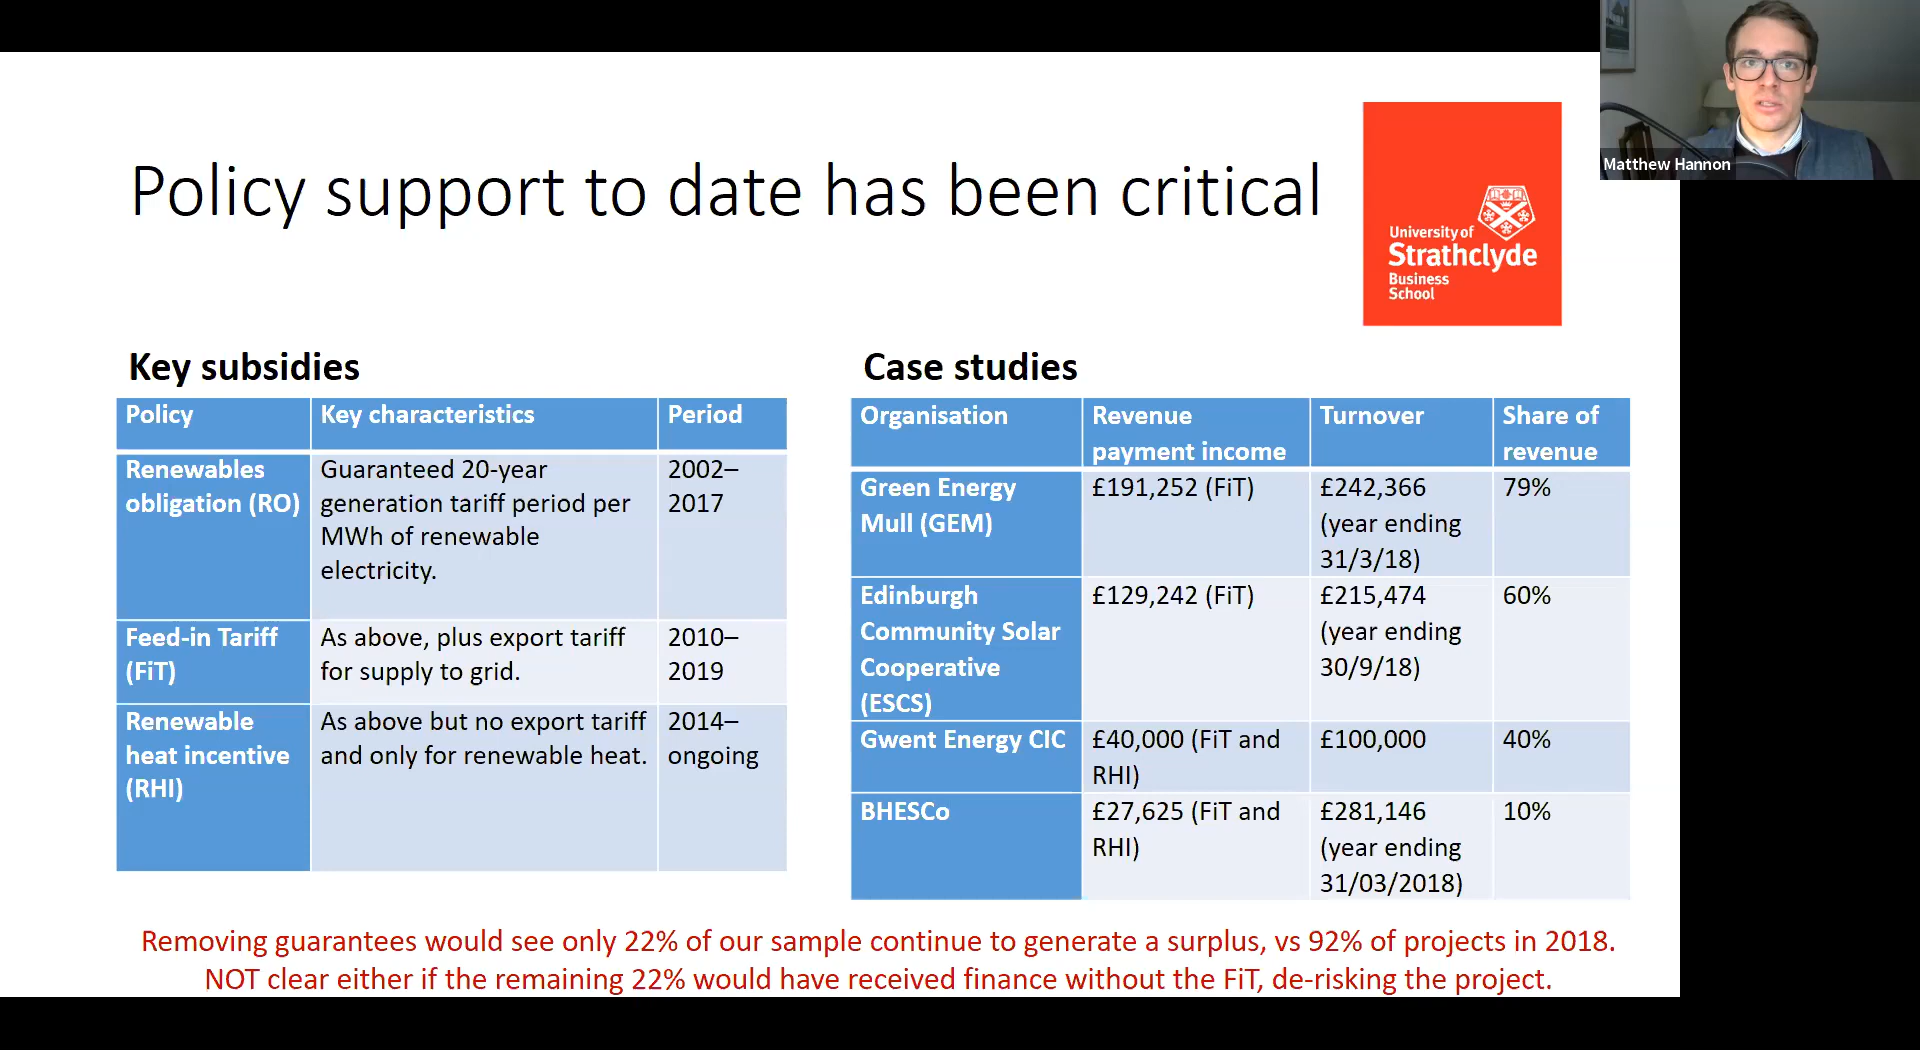 Matthew Hannon
Policy support to date has been critical
University of
Strathclyde
Business
School
Key subsidies
Policy
Key characteristics
Period
Renewables
obligation (RO)
Guaranteed 20-year
generation tariff period per
MWh of renewable
electricity.
2002–
2017
Feed-in Tariff
(FiT)
As above, plus export tariff
for supply to grid.
2010–
2019
Renewable
heat incentive
(RHI)
As above but no export tariff
and only for renewable heat.
2014–
ongoing
Case studies
Organisation
Revenue
payment income
Turnover
Share of
revenue
Green Energy
Mull (GEM)
£191,252 (FiT)
£242,366
(year ending
31/3/18)
79%
Edinburgh
Community Solar
Cooperative
(ESCS)
£129,242 (FiT)
£215,474
(year ending
30/9/18)
60%
Gwent Energy CIC
£40,000 (FiT and
RHI)
£100,000
40%
BHESCo
£27,625 (FiT and
RHI)
£281,146
(year ending
31/03/2018)
10%
Removing guarantees would see only 22% of our sample continue to generate a surplus, vs 92% of projects in 2018.
NOT clear either if the remaining 22% would have received finance without the FiT, de-risking the project.